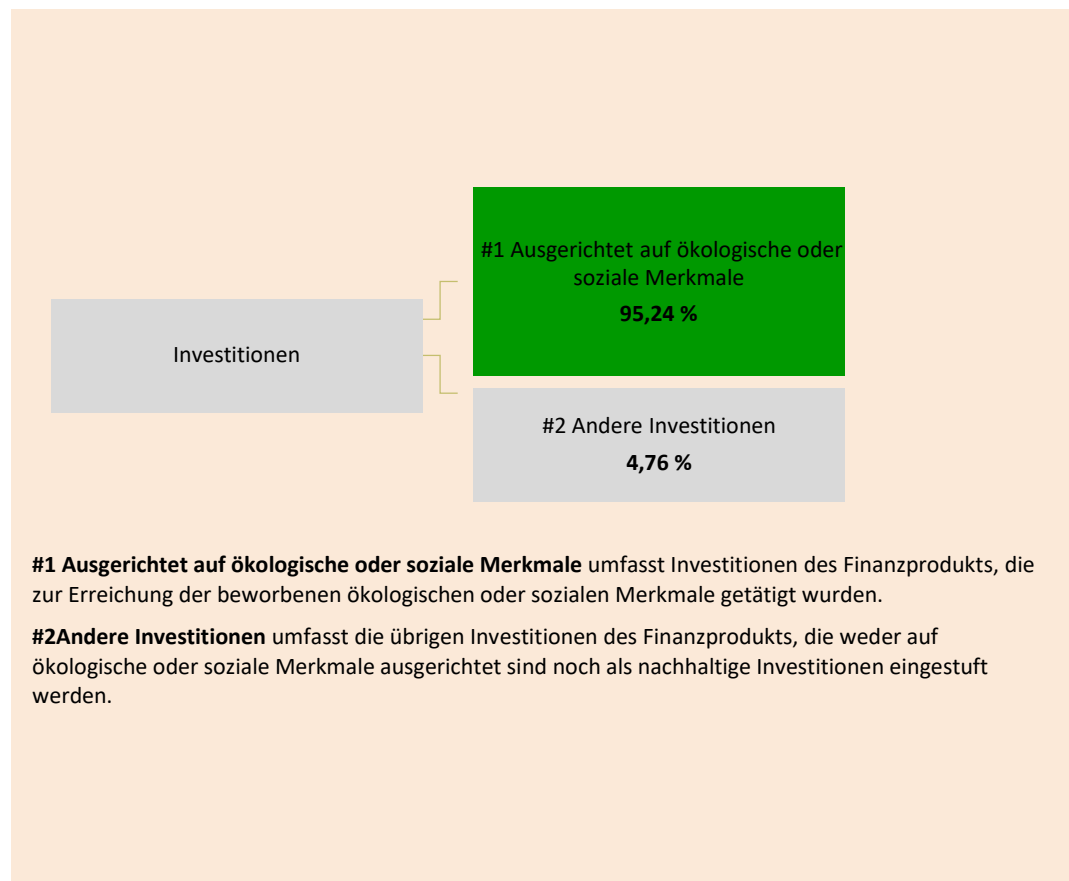 #1 Ausgerichtet auf ökologische oder
soziale Merkmale
95,24 %
Investitionen
#2 Andere Investitionen
4,76 %
#1 Ausgerichtet auf ökologische oder soziale Merkmale umfasst Investitionen des Finanzprodukts, die
zur Erreichung der beworbenen ökologischen oder sozialen Merkmale getätigt wurden.
#2Andere Investitionen umfasst die übrigen Investitionen des Finanzprodukts, die weder auf
ökologische oder soziale Merkmale ausgerichtet sind noch als nachhaltige Investitionen eingestuft
werden.